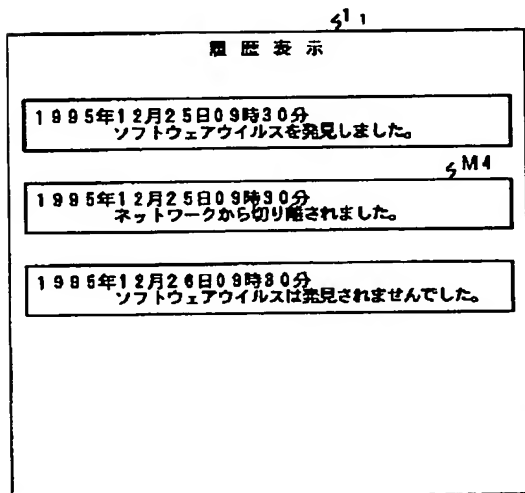 11
履歴表示
1995年12月25日09時30分
ソフトウェアウイルスを発見しました。
M4
1995年12月25日09時30分
ネットワークから切り離されました。
1995年12月26日09時30分
ソフトウェアウイルスは発見されませんでした。